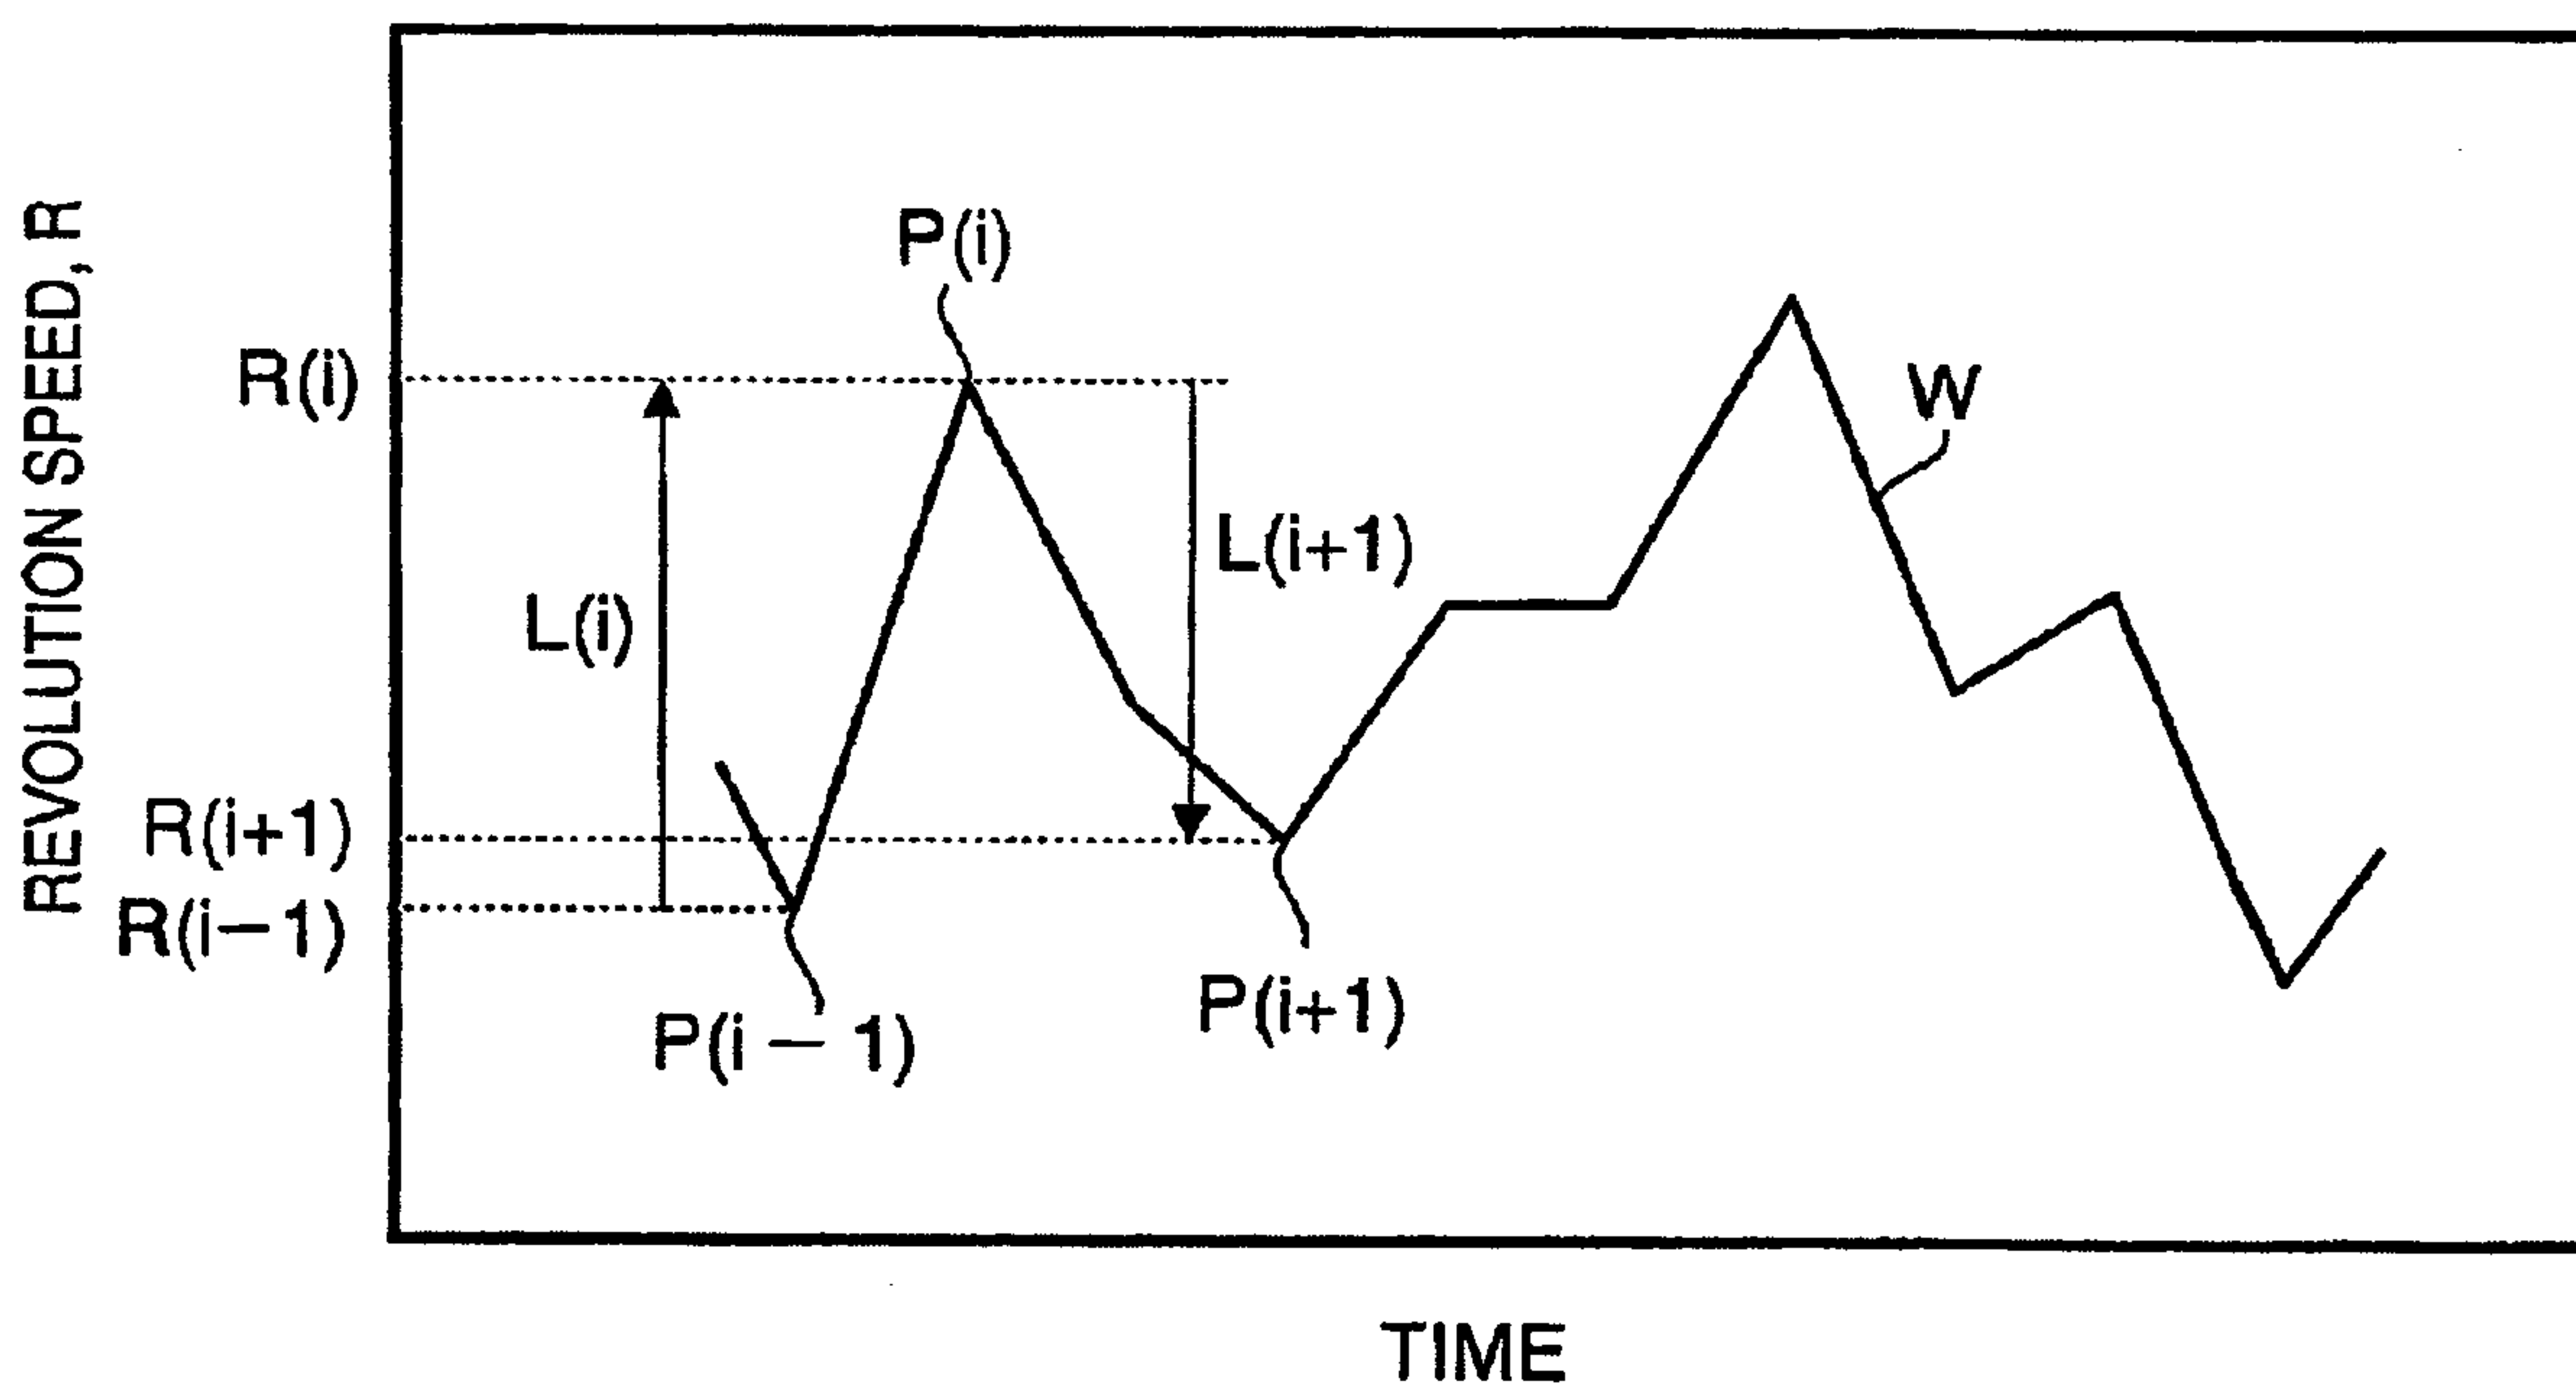 REVOLUTION SPEED, R
P(i)
R(i)
W
L(i+1)
L(i)
R(i+1)
R(i−1)
P(i+1)
P(i − 1)
TIME